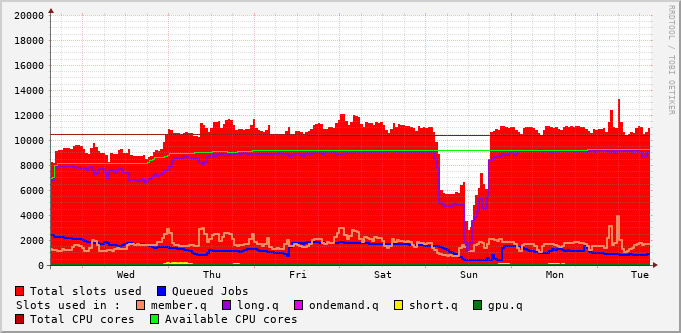 20000
18000
16000
14000
12000
10000
8000
6000
4000
2000
0
Wed Thu Fri Sat Sun Mon Tue
RRDTOOL / TOBI OETIKER
Total slots used Queued Jobs
Slots used in : member.q long.q ondemand.q short.q gpu.q
Total CPU cores Available CPU cores